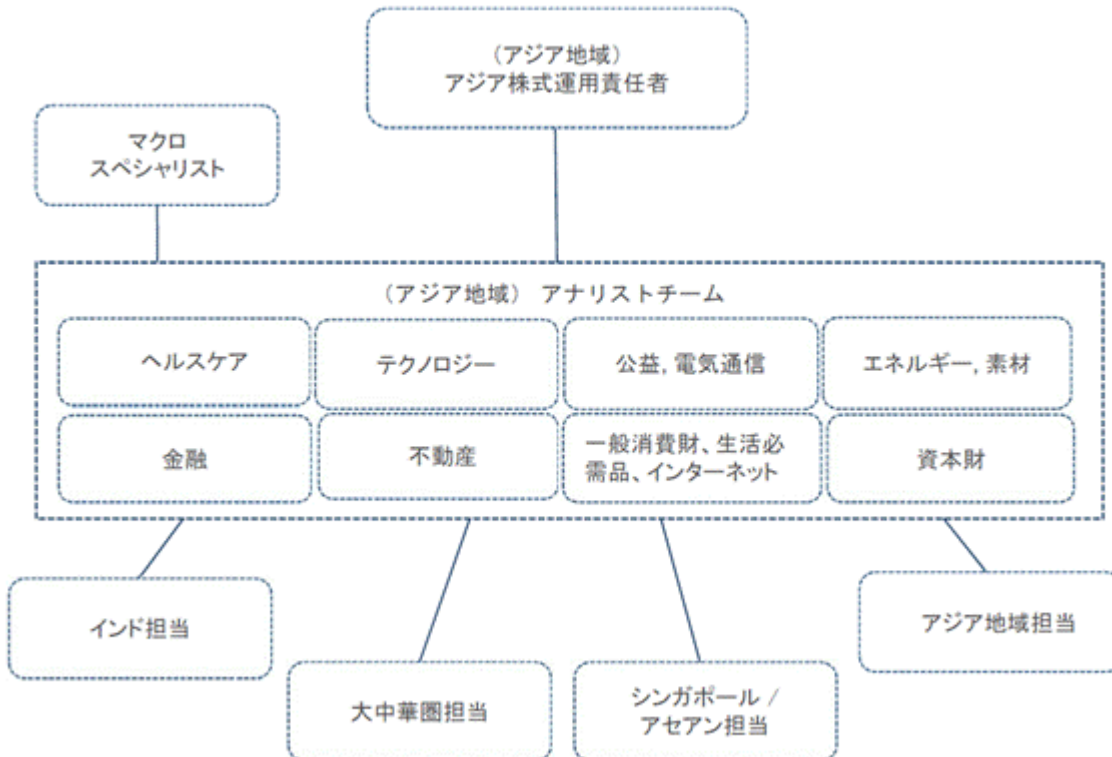 (アジア地域)
アジア株式運用責任者
マクロ
スペシャリスト
(アジア地域) アナリストチーム
ヘルスケア
テクノロジー
公益, 電気通信
エネルギー, 素材
金融
不動産
一般消費財、生活必
需品、インターネット
資本財
インド担当
大中華圏担当
シンガポール /
アセアン担当
アジア地域担当